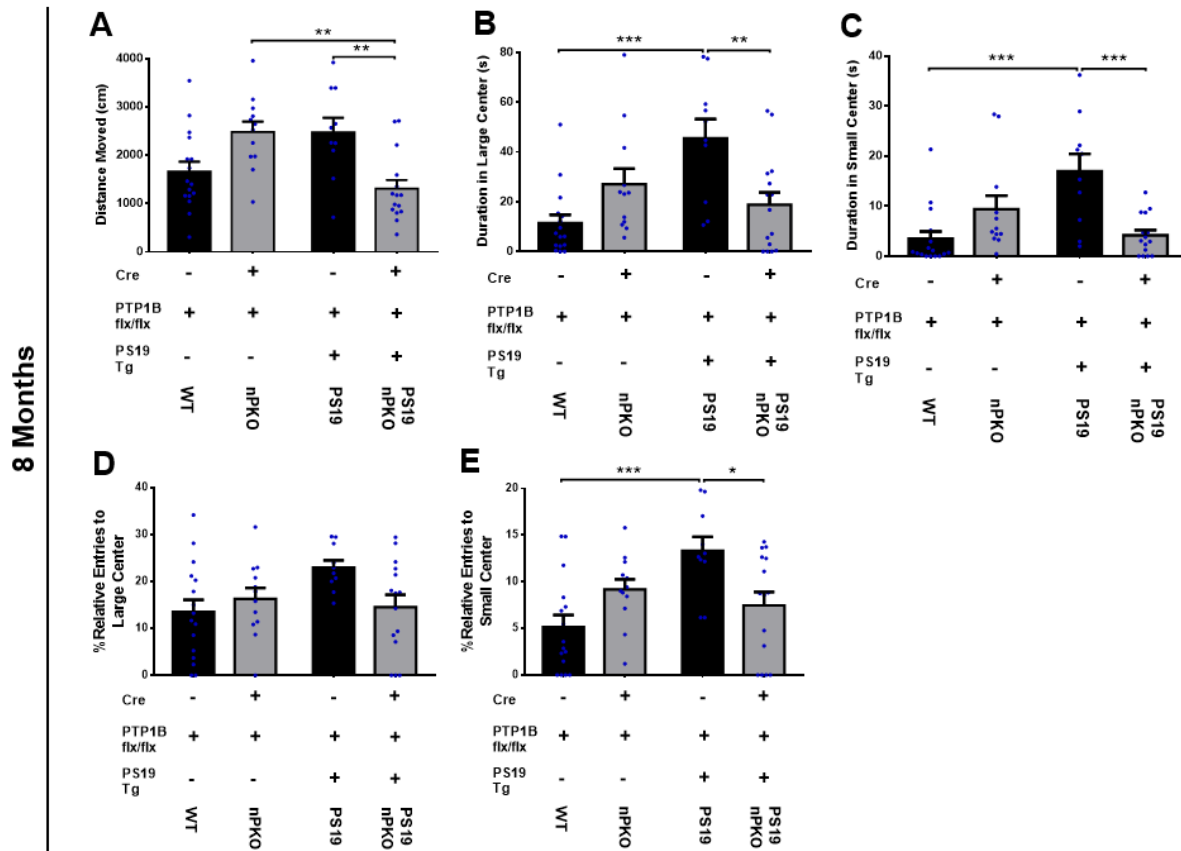 8 Months
A
**
**
Distance Moved (cm)
4000
3000
2000
1000
0
Cre - + - +
PTP1B flx/flx + + + +
PS19 Tg - - + +
WT nPKO PS19 PS19 nPKO
B
*** **
Duration in Large Center (s)
80
60
40
20
0
Cre - + - +
PTP1B flx/flx + + + +
PS19 Tg - - + +
WT nPKO PS19 PS19 nPKO
C
*** ***
Duration in Small Center (s)
40
30
20
10
0
Cre - + - +
PTP1B flx/flx + + + +
PS19 Tg - - + +
WT nPKO PS19 PS19 nPKO
D
%Relative Entries to
Large Center
40
30
20
10
0
Cre - + - +
PTP1B flx/flx + + + +
PS19 Tg - - + +
WT nPKO PS19 PS19 nPKO
E
*** *
%Relative Entries to
Small Center
20
15
10
5
0
Cre - + - +
PTP1B flx/flx + + + +
PS19 Tg - - + +
WT nPKO PS19 PS19 nPKO